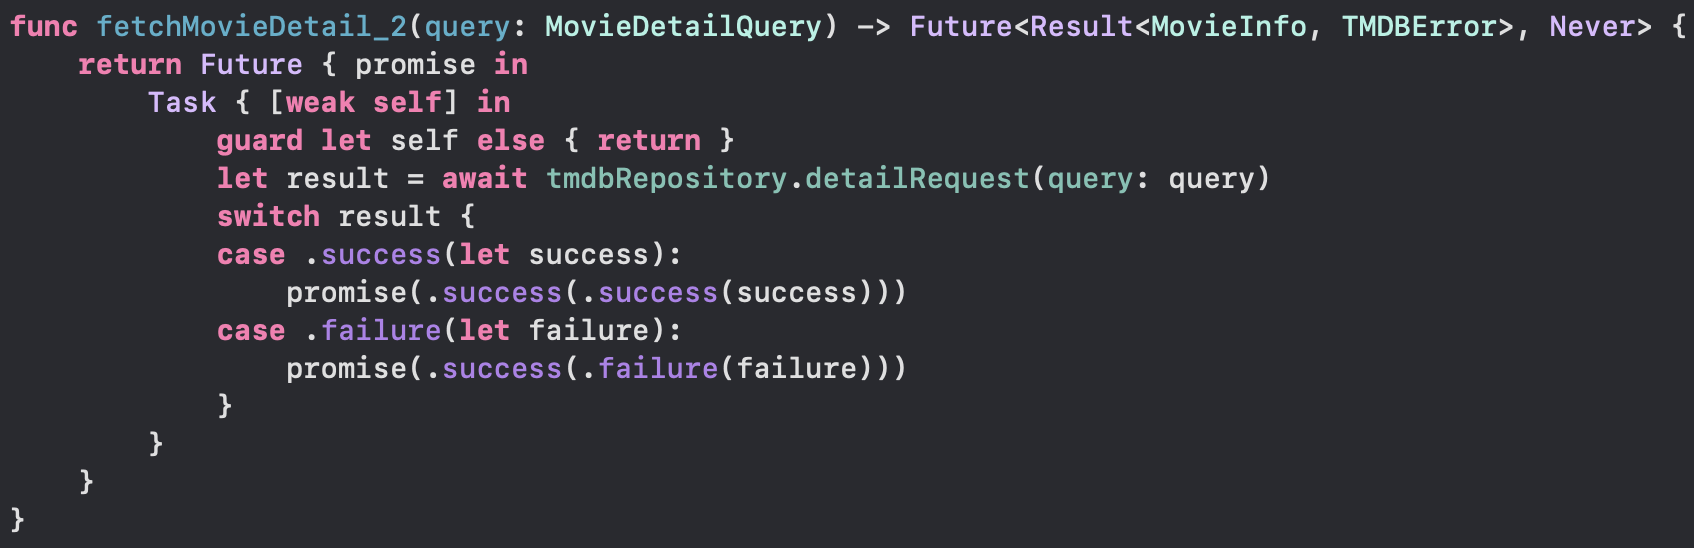 func fetchMovieDetail_2(query: MovieDetailQuery) -> Future<Result<MovieInfo, TMDBError>, Never> {
    return Future { promise in
        Task { [weak self] in
            guard let self else { return }
            let result = await tmdbRepository.detailRequest(query: query)
            switch result {
            case .success(let success):
                promise(.success(.success(success)))
            case .failure(let failure):
                promise(.success(.failure(failure)))
            }
        }
    }
}